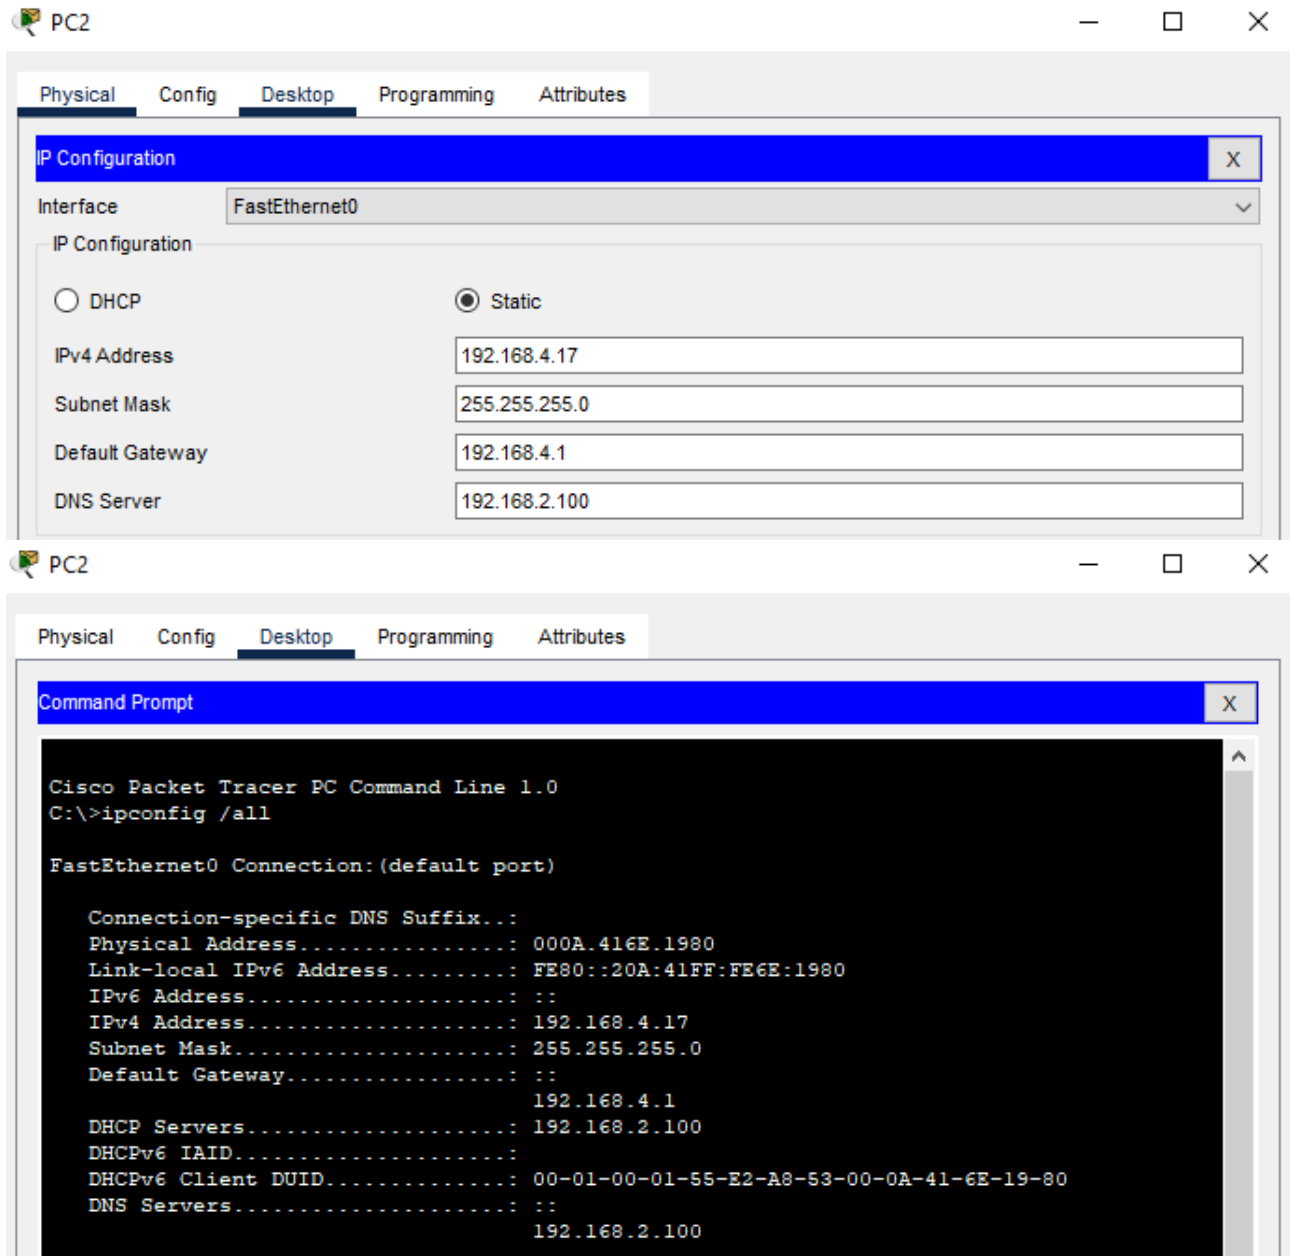 PC2
Physical Config Desktop Programming Attributes
IP Configuration X
Interface FastEthernet0
IP Configuration
DHCP Static
IPv4 Address 192.168.4.17
Subnet Mask 255.255.255.0
Default Gateway 192.168.4.1
DNS Server 192.168.2.100
PC2
Physical Config Desktop Programming Attributes
Command Prompt X
Cisco Packet Tracer PC Command Line 1.0
C:\>ipconfig /all
FastEthernet0 Connection:(default port)
Connection-specific DNS Suffix..:
Physical Address................: 000A.416E.1980
Link-local IPv6 Address.........: FE80::20A:41FF:FE6E:1980
IPv6 Address....................: ::
IPv4 Address....................: 192.168.4.17
Subnet Mask.....................: 255.255.255.0
Default Gateway.................: ::
192.168.4.1
DHCP Servers....................: 192.168.2.100
DHCPv6 IAID.....................:
DHCPv6 Client DUID..............: 00-01-00-01-55-E2-A8-53-00-0A-41-6E-19-80
DNS Servers.....................: ::
192.168.2.100